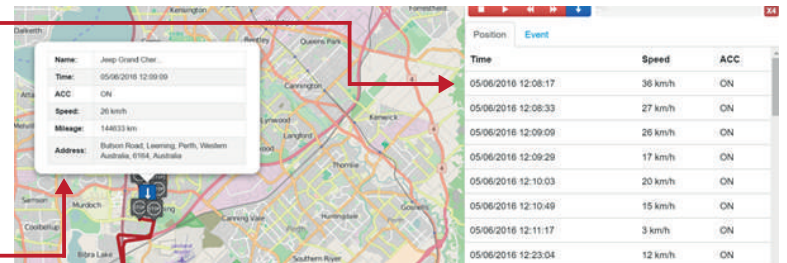 Kensington
Forrestfield
X4
Dalkeith
Bentley
Queens Park
Position Event
Time Speed ACC
Name: Jeep Grand Cher...
Time: 05/06/2016 12:09:09
ACC ON
Speed: 26 km/h
Mileage: 144633 km
Address: Butson Road, Leeming, Perth, Western
Australia, 6164, Australia
Cannington
Lynwood
Kenwick
Langford
Thornlie
05/06/2016 12:08:17 36 km/h ON
05/06/2016 12:08:33 27 km/h ON
05/06/2016 12:09:09 26 km/h ON
05/06/2016 12:09:29 17 km/h ON
05/06/2016 12:10:03 20 km/h ON
05/06/2016 12:10:49 15 km/h ON
05/06/2016 12:11:17 3 km/h ON
05/06/2016 12:23:04 12 km/h ON
Samson
Murdoch
Coolbellup
Canning Vale
Huntingdale
Gosnells
Perth
Bibra Lake
Southern River